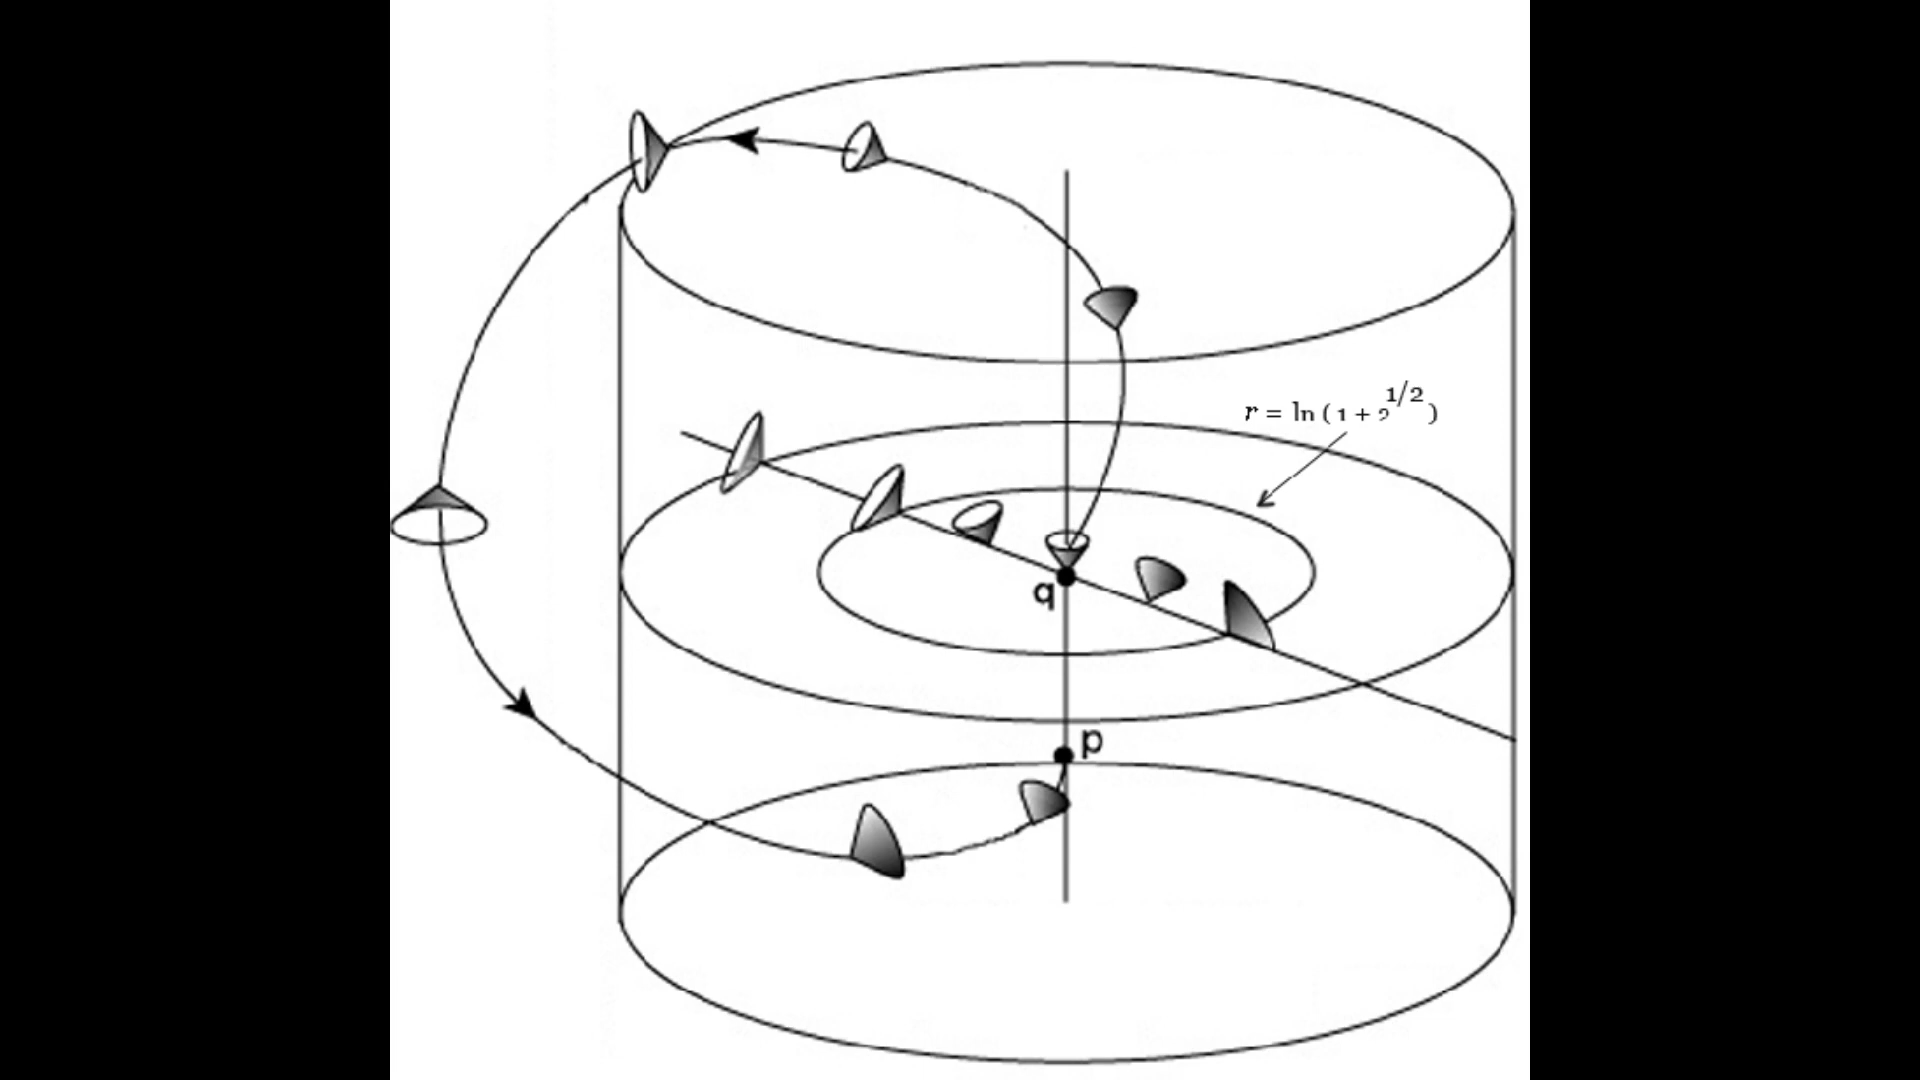 r = ln ( 1 + 2^1/2 )
q
p